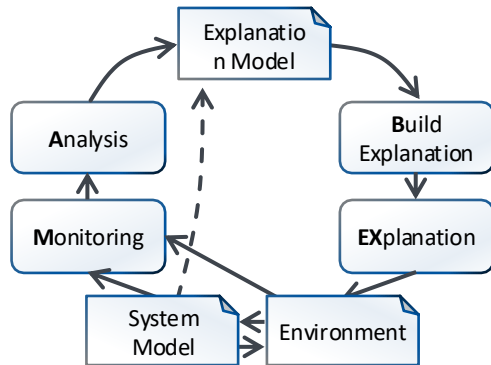 Explanatio
n Model
Analysis
Build
Explanation
Monitoring
EXplanation
System
Model
Environment